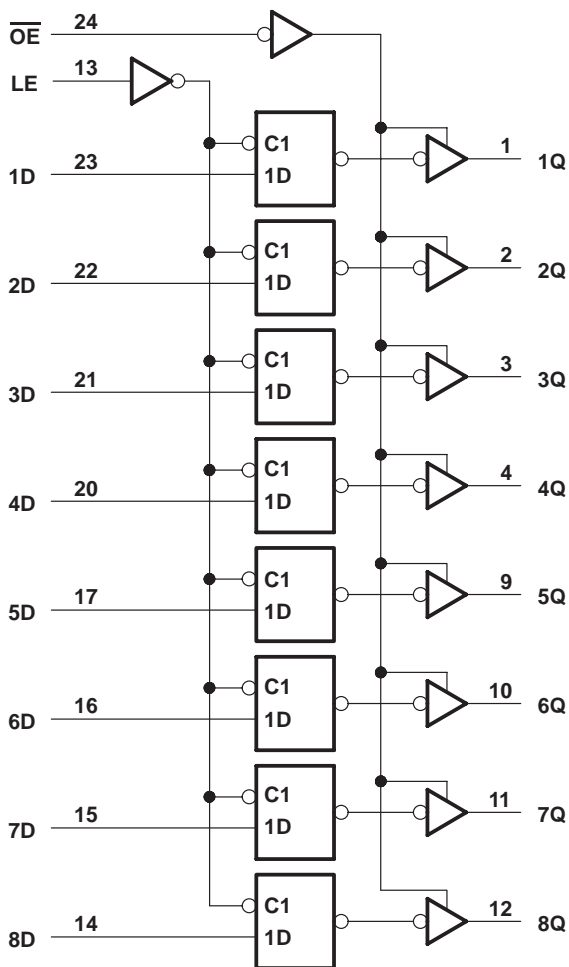 OE 24
LE 13
C1 1 1Q
1D 23 1D
C1 2 2Q
2D 22 1D
C1 3 3Q
3D 21 1D
C1 4 4Q
4D 20 1D
C1 9 5Q
5D 17 1D
C1 10 6Q
6D 16 1D
C1 11 7Q
7D 15 1D
C1 12 8Q
8D 14 1D